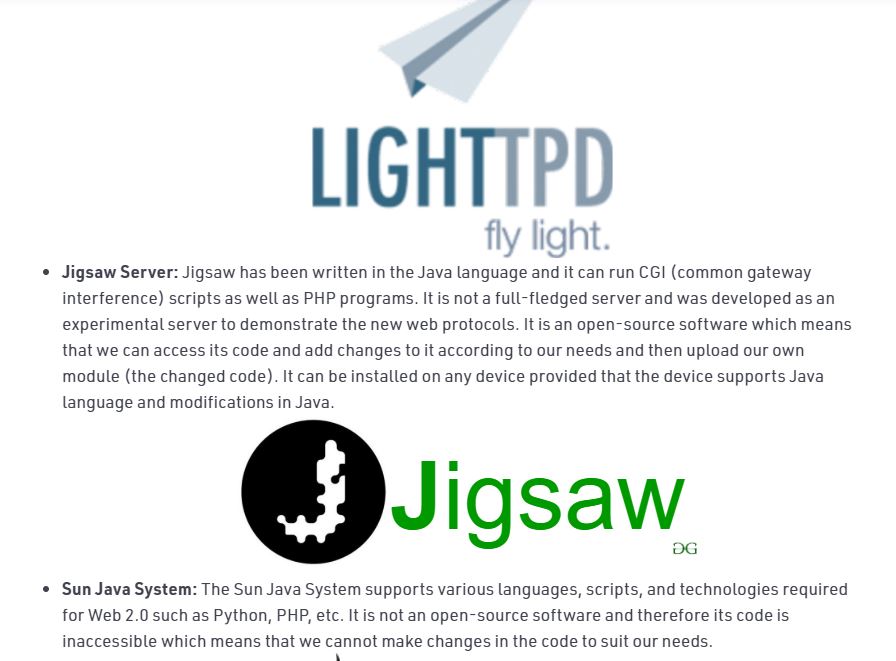 LIGHTTPD
fly light.
• Jigsaw Server: Jigsaw has been written in the Java language and it can run CGI (common gateway
interference) scripts as well as PHP programs. It is not a full-fledged server and was developed as an
experimental server to demonstrate the new web protocols. It is an open-source software which means
that we can access its code and add changes to it according to our needs and then upload our own
module (the changed code). It can be installed on any device provided that the device supports Java
language and modifications in Java.
Jigsaw
GG
• Sun Java System: The Sun Java System supports various languages, scripts, and technologies required
for Web 2.0 such as Python, PHP, etc. It is not an open-source software and therefore its code is
inaccessible which means that we cannot make changes in the code to suit our needs.